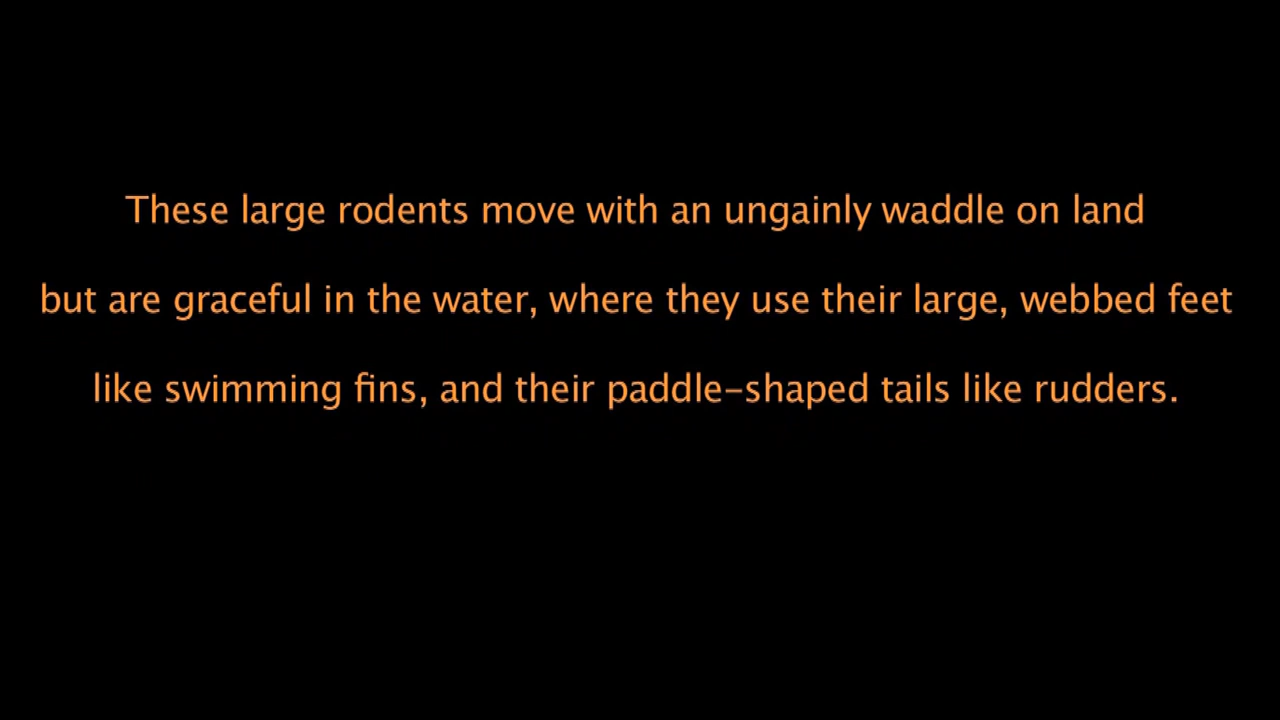 These large rodents move with an ungainly waddle on land
but are graceful in the water, where they use their large, webbed feet
like swimming fins, and their paddle-shaped tails like rudders.